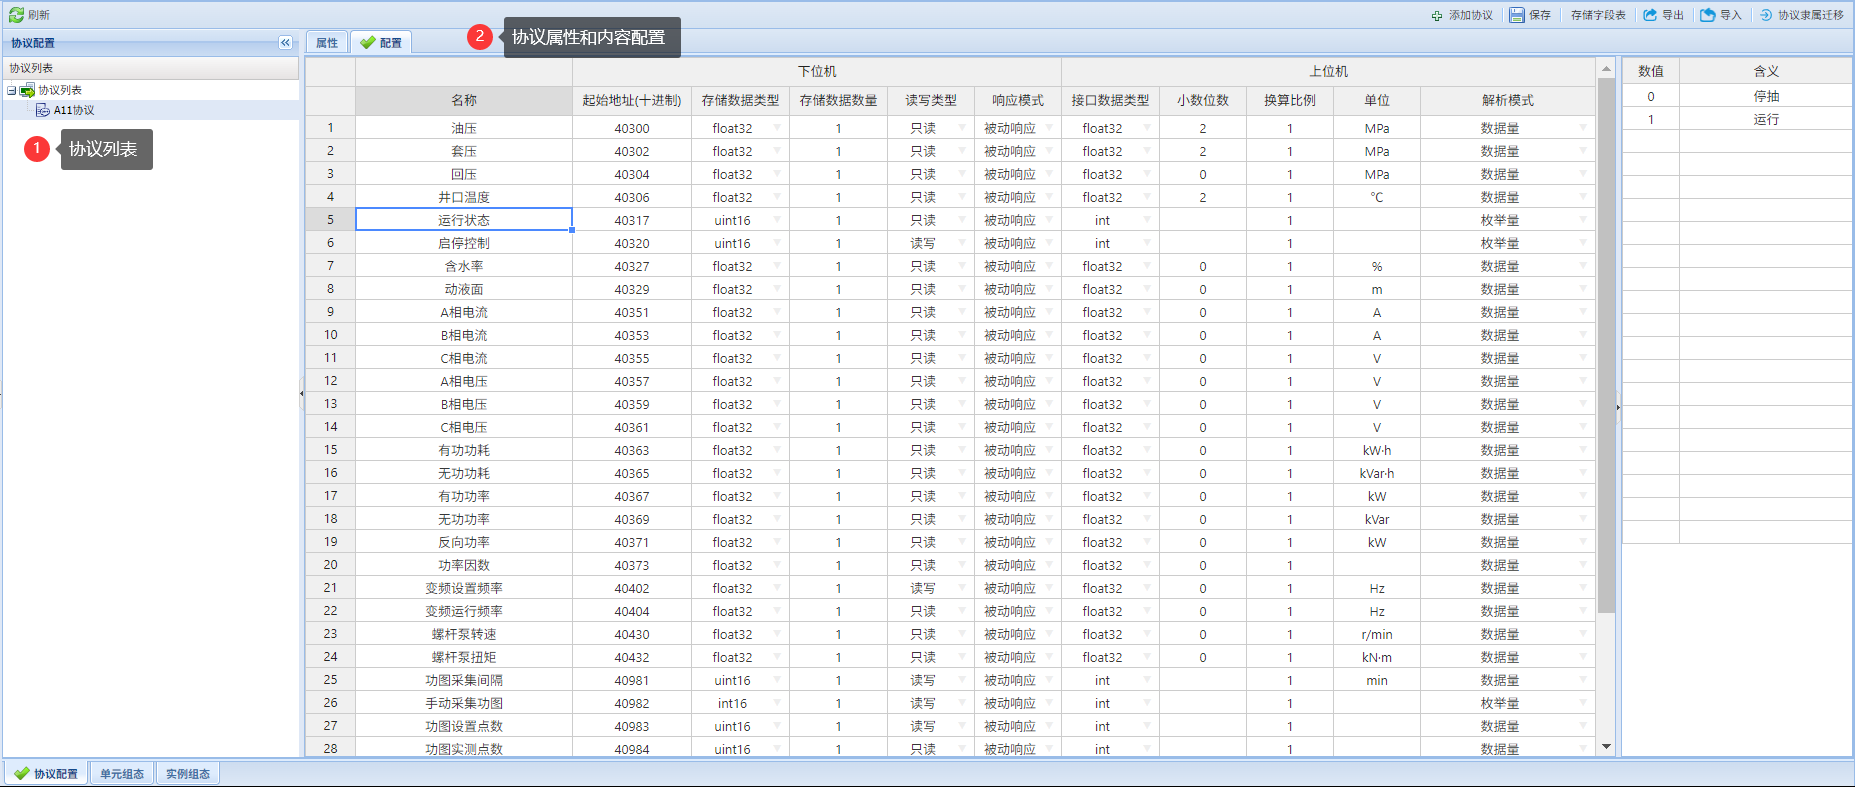 刷新 添加协议 保存 存储字段表 导出 导入 协议隶属迁移
协议配置 属性 配置 2 协议属性和内容配置
协议列表
协议列表
A11协议
1 协议列表
下位机 上位机
名称 起始地址(十进制) 存储数据类型 存储数据数量 读写类型 响应模式 接口数据类型 小数位数 换算比例 单位 解析模式
1 油压 40300 float32 1 只读 被动响应 float32 2 1 MPa 数据量
2 套压 40302 float32 1 只读 被动响应 float32 2 1 MPa 数据量
3 回压 40304 float32 1 只读 被动响应 float32 0 1 MPa 数据量
4 井口温度 40306 float32 1 只读 被动响应 float32 2 1 ℃ 数据量
5 运行状态 40317 uint16 1 只读 被动响应 int 1 枚举量
6 启停控制 40320 uint16 1 读写 被动响应 int 1 枚举量
7 含水率 40327 float32 1 只读 被动响应 float32 0 1 % 数据量
8 动液面 40329 float32 1 只读 被动响应 float32 0 1 m 数据量
9 A相电流 40351 float32 1 只读 被动响应 float32 0 1 A 数据量
10 B相电流 40353 float32 1 只读 被动响应 float32 0 1 A 数据量
11 C相电流 40355 float32 1 只读 被动响应 float32 0 1 V 数据量
12 A相电压 40357 float32 1 只读 被动响应 float32 0 1 V 数据量
13 B相电压 40359 float32 1 只读 被动响应 float32 0 1 V 数据量
14 C相电压 40361 float32 1 只读 被动响应 float32 0 1 V 数据量
15 有功功耗 40363 float32 1 只读 被动响应 float32 0 1 kW·h 数据量
16 无功功耗 40365 float32 1 只读 被动响应 float32 0 1 kVar·h 数据量
17 有功功率 40367 float32 1 只读 被动响应 float32 0 1 kW 数据量
18 无功功率 40369 float32 1 只读 被动响应 float32 0 1 kVar 数据量
19 反向功率 40371 float32 1 只读 被动响应 float32 0 1 kW 数据量
20 功率因数 40373 float32 1 只读 被动响应 float32 0 1 数据量
21 变频设置频率 40402 float32 1 读写 被动响应 float32 0 1 Hz 数据量
22 变频运行频率 40404 float32 1 只读 被动响应 float32 0 1 Hz 数据量
23 螺杆泵转速 40430 float32 1 只读 被动响应 float32 0 1 r/min 数据量
24 螺杆泵扭矩 40432 float32 1 只读 被动响应 float32 0 1 kN·m 数据量
25 功图采集间隔 40981 uint16 1 读写 被动响应 int 1 min 数据量
26 手动采集功图 40982 int16 1 读写 被动响应 int 1 枚举量
27 功图设置点数 40983 uint16 1 读写 被动响应 int 1 数据量
28 功图实测点数 40984 uint16 1 只读 被动响应 int 1 数据量
数值 含义
0 停抽
1 运行
协议配置 单元组态 实例组态